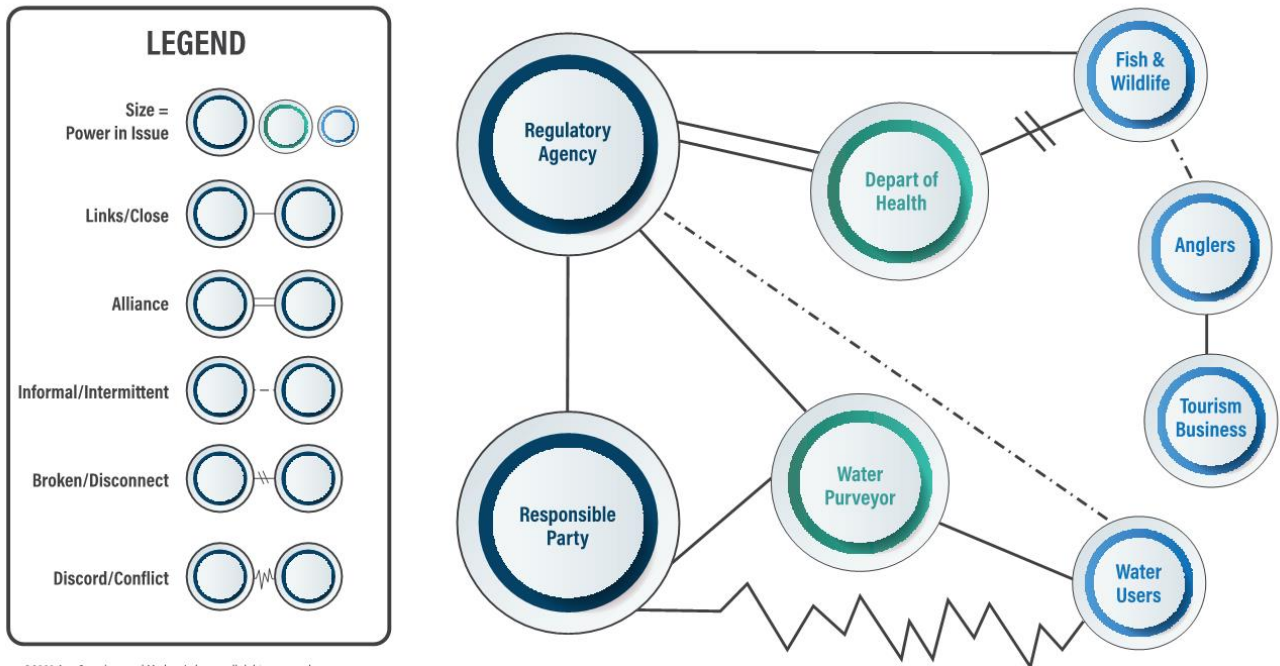 LEGEND
Size =
Power in Issue
Links/Close
Alliance
Informal/Intermittent
Broken/Disconnect
Discord/Conflict
Regulatory
Agency
Fish &
Wildlife
Depart of
Health
Anglers
Tourism
Business
Water
Purveyor
Responsible
Party
Water
Users